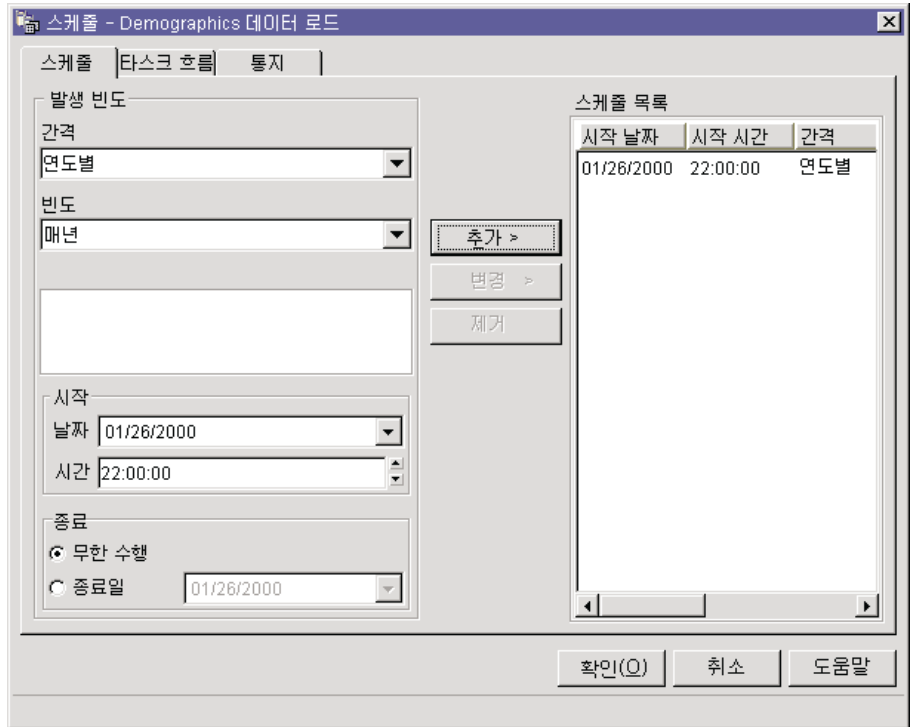 스케줄 - Demographics 데이터 로드
스케줄 타스크 흐름 통지
발생 빈도
간격
연도별
빈도
매년
시작
날짜 01/26/2000
시간 22:00:00
종료
무한 수행
종료일 01/26/2000
추가 >
변경 >
제거
스케줄 목록
시작 날짜 시작 시간 간격
01/26/2000 22:00:00 연도별
확인(O) 취소 도움말